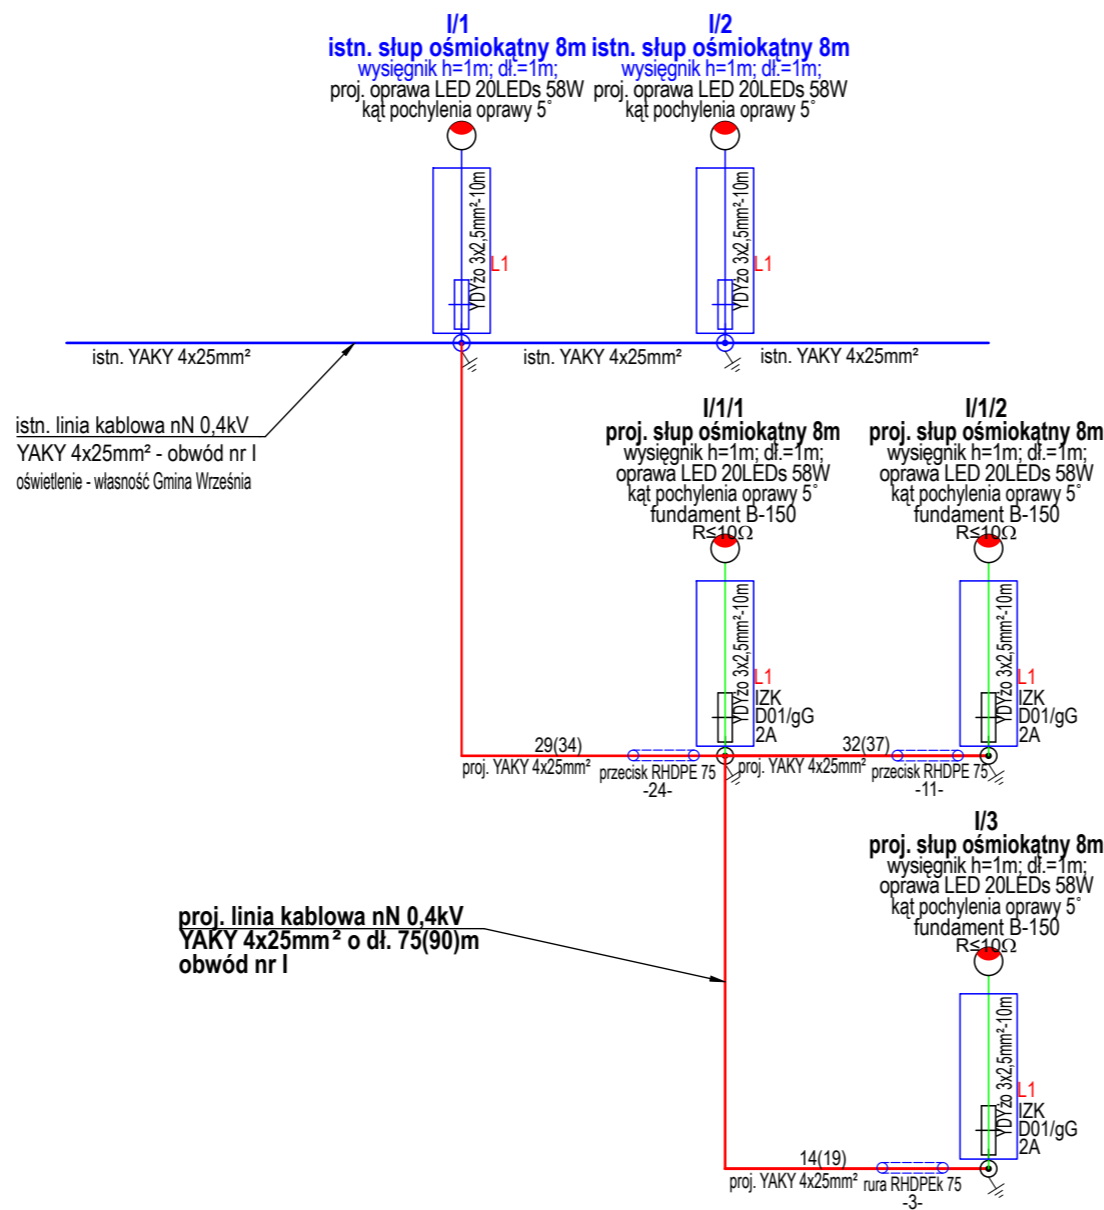 I/1
istn. słup ośmiokątny 8m
wysięgnik h=1m; dł.=1m;
proj. oprawa LED 20LEDs 58W
kąt pochylenia oprawy 5°
I/2
istn. słup ośmiokątny 8m
wysięgnik h=1m; dł.=1m;
proj. oprawa LED 20LEDs 58W
kąt pochylenia oprawy 5°
YDYżo 3x2,5mm²-10m
L1
YDYżo 3x2,5mm²-10m
L1
istn. YAKY 4x25mm²
istn. YAKY 4x25mm²
istn. YAKY 4x25mm²
istn. linia kablowa nN 0,4kV
YAKY 4x25mm² - obwód nr I
oświetlenie - własność Gmina Września
I/1/1
proj. słup ośmiokątny 8m
wysięgnik h=1m; dł.=1m;
oprawa LED 20LEDs 58W
kąt pochylenia oprawy 5°
fundament B-150
R≤10Ω
I/1/2
proj. słup ośmiokątny 8m
wysięgnik h=1m; dł.=1m;
oprawa LED 20LEDs 58W
kąt pochylenia oprawy 5°
fundament B-150
R≤10Ω
YDYżo 3x2,5mm²-10m
L1
IZK
D01/gG
2A
YDYżo 3x2,5mm²-10m
L1
IZK
D01/gG
2A
29(34)
proj. YAKY 4x25mm²
przecisk RHDPE 75
-24-
32(37)
proj. YAKY 4x25mm²
przecisk RHDPE 75
-11-
I/3
proj. słup ośmiokątny 8m
wysięgnik h=1m; dł.=1m;
oprawa LED 20LEDs 58W
kąt pochylenia oprawy 5°
fundament B-150
R≤10Ω
proj. linia kablowa nN 0,4kV
YAKY 4x25mm² o dł. 75(90)m
obwód nr I
YDYżo 3x2,5mm²-10m
L1
IZK
D01/gG
2A
14(19)
proj. YAKY 4x25mm²
rura RHDPEk 75
-3-